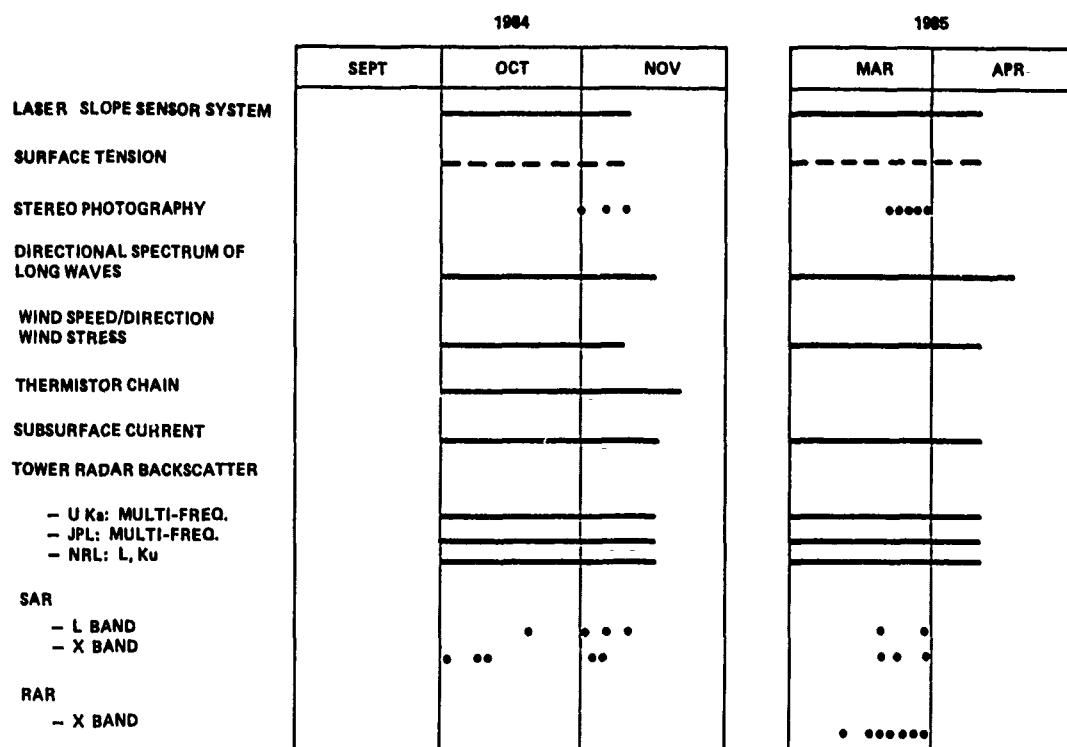 1984 1985
SEPT OCT NOV MAR APR
LASER SLOPE SENSOR SYSTEM
SURFACE TENSION
STEREO PHOTOGRAPHY
DIRECTIONAL SPECTRUM OF
LONG WAVES
WIND SPEED/DIRECTION
WIND STRESS
THERMISTOR CHAIN
SUBSURFACE CURRENT
TOWER RADAR BACKSCATTER
– U Ka: MULTI-FREQ.
– JPL: MULTI-FREQ.
– NRL: L, Ku
SAR
– L BAND
– X BAND
RAR
– X BAND